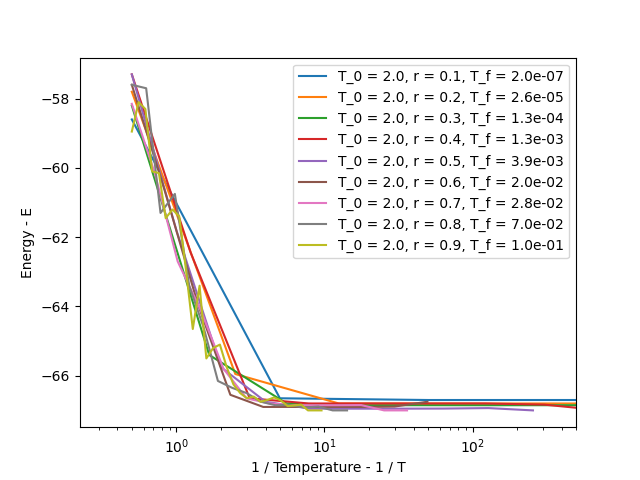 T_0 = 2.0, r = 0.1, T_f = 2.0e-07
T_0 = 2.0, r = 0.2, T_f = 2.6e-05
T_0 = 2.0, r = 0.3, T_f = 1.3e-04
T_0 = 2.0, r = 0.4, T_f = 1.3e-03
T_0 = 2.0, r = 0.5, T_f = 3.9e-03
T_0 = 2.0, r = 0.6, T_f = 2.0e-02
T_0 = 2.0, r = 0.7, T_f = 2.8e-02
T_0 = 2.0, r = 0.8, T_f = 7.0e-02
T_0 = 2.0, r = 0.9, T_f = 1.0e-01
Energy - E
−58
−60
−62
−64
−66
10⁰ 10¹ 10²
1 / Temperature - 1 / T